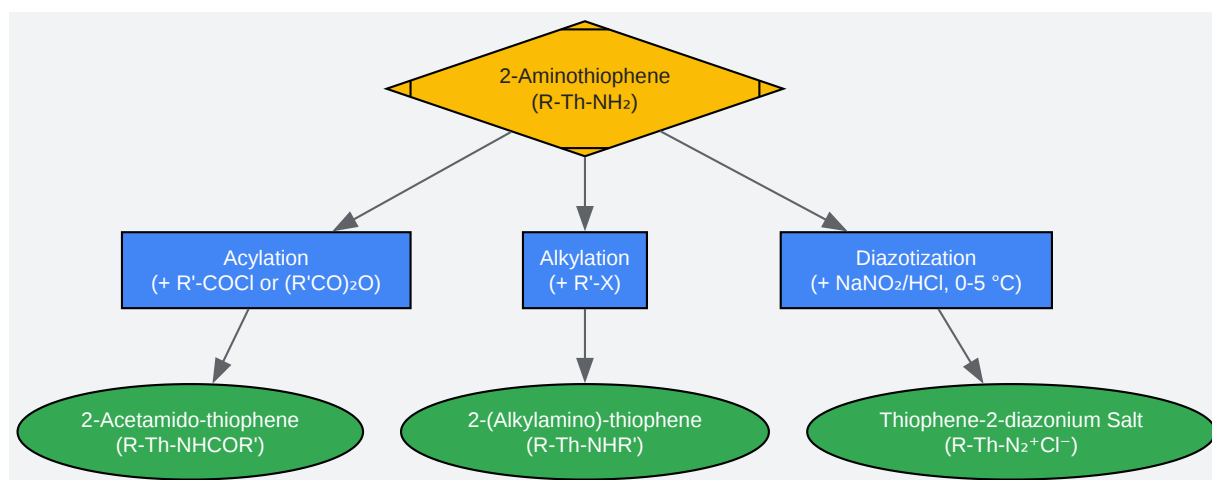 2-Aminothiophene
(R-Th-NH₂)
Acylation
(+ R'-COCl or (R'CO)₂O)
Alkylation
(+ R'-X)
Diazotization
(+ NaNO₂/HCl, 0-5 °C)
2-Acetamido-thiophene
(R-Th-NHCOR')
2-(Alkylamino)-thiophene
(R-Th-NHR')
Thiophene-2-diazonium Salt
(R-Th-N₂⁺Cl⁻)